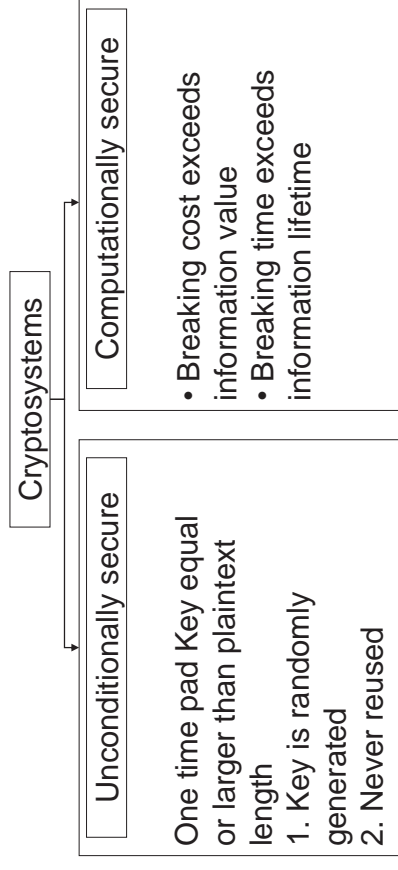 Cryptosystems
Unconditionally secure
One time pad Key equal
or larger than plaintext
length
1. Key is randomly
generated
2. Never reused
Computationally secure
• Breaking cost exceeds
information value
• Breaking time exceeds
information lifetime